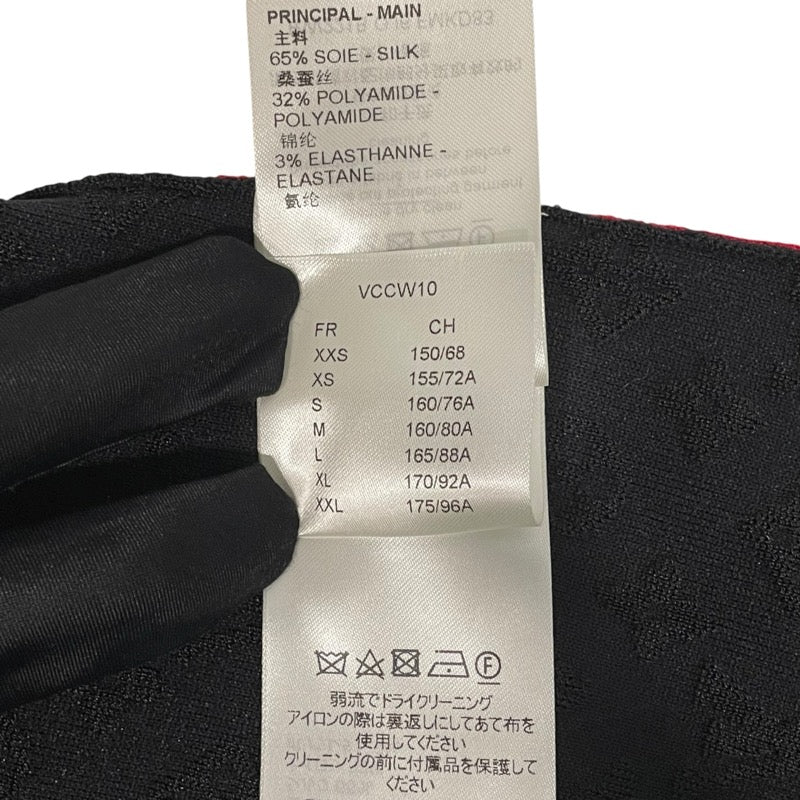 PRINCIPAL - MAIN
主料
65% SOIE - SILK
桑蚕丝
32% POLYAMIDE -
POLYAMIDE
锦纶
3% ELASTHANNE -
ELASTANE
氨纶
VCCW10
FR CH
XXS 150/68
XS 155/72A
S 160/76A
M 160/80A
L 165/88A
XL 170/92A
XXL 175/96A
F
弱流でドライクリーニング
アイロンの際は裏返しにしてあて布を
使用してください
クリーニングの前に付属品を保護して
ください